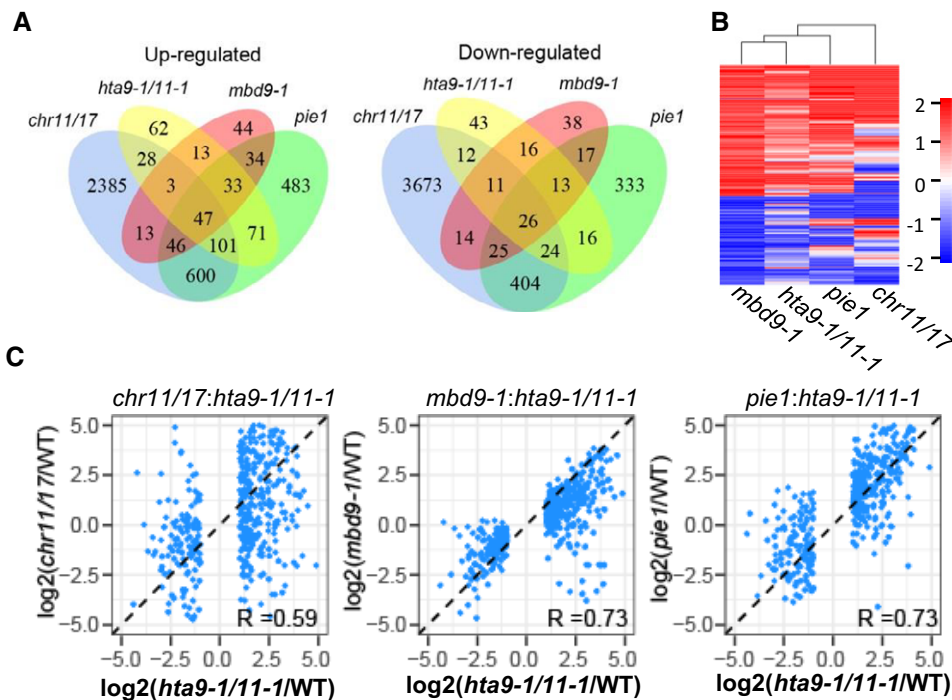 A
B
Up-regulated
Down-regulated
hta9-1/11-1
mbd9-1
chr11/17
pie1
62
44
28
13
34
2385
3
33
483
47
13
46
101
71
600
hta9-1/11-1
mbd9-1
chr11/17
pie1
43
38
12
16
17
3673
11
13
333
26
14
25
24
16
404
2
1
0
-1
-2
mbd9-1
hta9-1/11-1
pie1
chr11/17
C
chr11/17:hta9-1/11-1
log2(chr11/17/WT)
5.0
2.5
0.0
−2.5
−5.0
R =0.59
−5.0 −2.5 0.0 2.5 5.0
log2(hta9-1/11-1/WT)
mbd9-1:hta9-1/11-1
log2(mbd9-1/WT)
5.0
2.5
0.0
−2.5
−5.0
R =0.73
−5.0 −2.5 0.0 2.5 5.0
log2(hta9-1/11-1/WT)
pie1:hta9-1/11-1
log2(pie1/WT)
5.0
2.5
0.0
−2.5
−5.0
R =0.73
−5.0 −2.5 0.0 2.5 5.0
log2(hta9-1/11-1/WT)